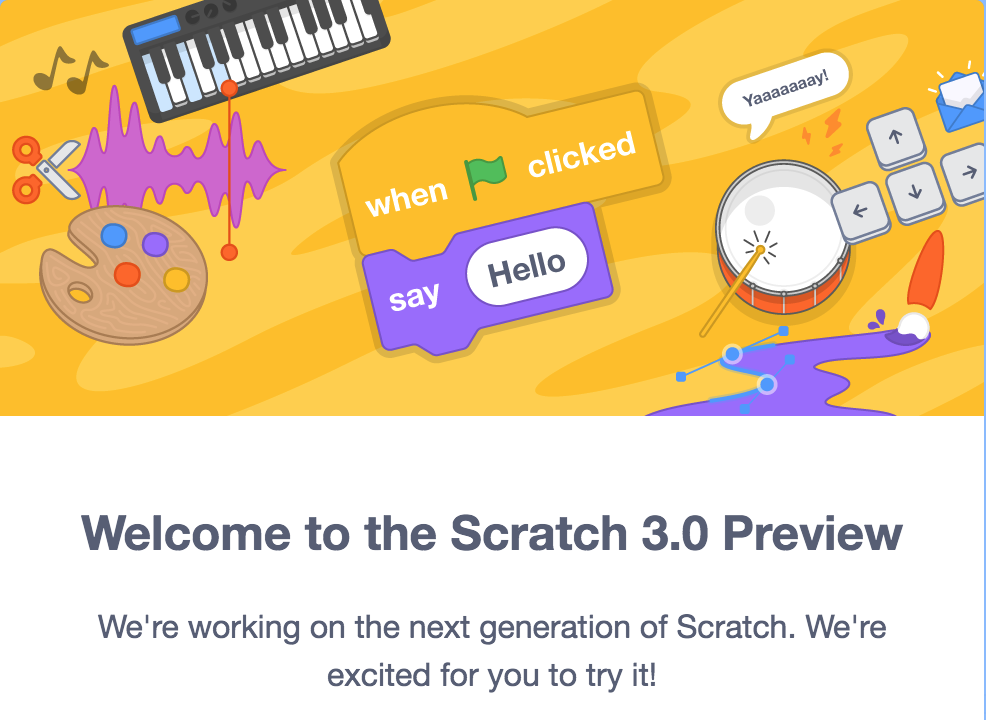 Yaaaaaaay!
when clicked
say Hello
Welcome to the Scratch 3.0 Preview
We're working on the next generation of Scratch. We're
excited for you to try it!